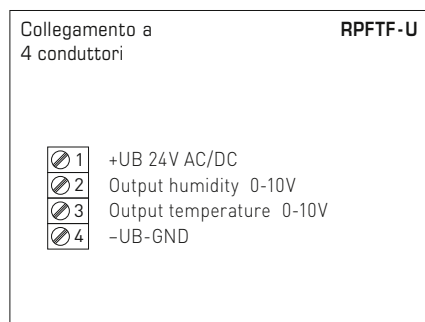 Collegamento a RPFTF-U
4 conduttori
1 +UB 24V AC/DC
2 Output humidity 0-10V
3 Output temperature 0-10V
4 –UB-GND